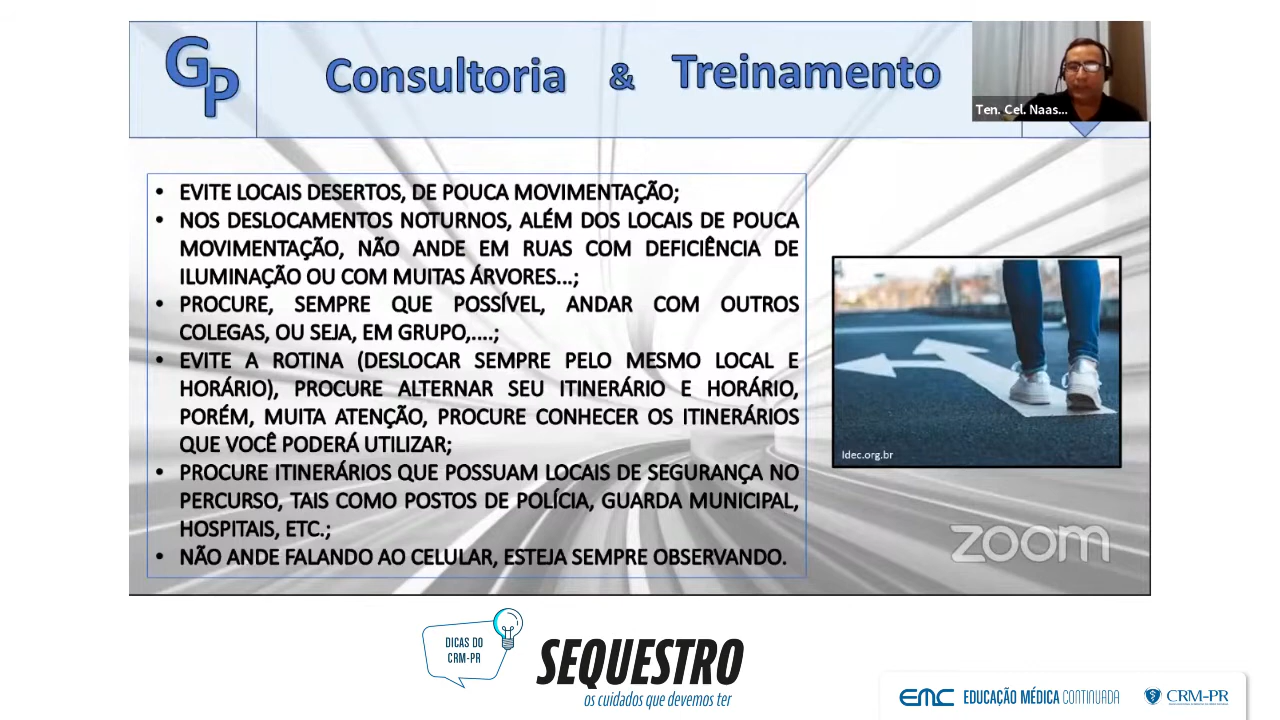 GP
Consultoria & Treinamento
Ten. Cel. Naas...
• EVITE LOCAIS DESERTOS, DE POUCA MOVIMENTAÇÃO;
• NOS DESLOCAMENTOS NOTURNOS, ALÉM DOS LOCAIS DE POUCA
MOVIMENTAÇÃO, NÃO ANDE EM RUAS COM DEFICIÊNCIA DE
ILUMINAÇÃO OU COM MUITAS ÁRVORES...;
• PROCURE, SEMPRE QUE POSSÍVEL, ANDAR COM OUTROS
COLEGAS, OU SEJA, EM GRUPO,....;
• EVITE A ROTINA (DESLOCAR SEMPRE PELO MESMO LOCAL E
HORÁRIO), PROCURE ALTERNAR SEU ITINERÁRIO E HORÁRIO,
PORÉM, MUITA ATENÇÃO, PROCURE CONHECER OS ITINERÁRIOS
QUE VOCÊ PODERÁ UTILIZAR;
• PROCURE ITINERÁRIOS QUE POSSUAM LOCAIS DE SEGURANÇA NO
PERCURSO, TAIS COMO POSTOS DE POLÍCIA, GUARDA MUNICIPAL,
HOSPITAIS, ETC.;
• NÃO ANDE FALANDO AO CELULAR, ESTEJA SEMPRE OBSERVANDO.
Idec.org.br
zoom
DICAS DO
CRM-PR
SEQUESTRO
os cuidados que devemos ter
EMC EDUCAÇÃO MÉDICA CONTINUADA
CRM-PR